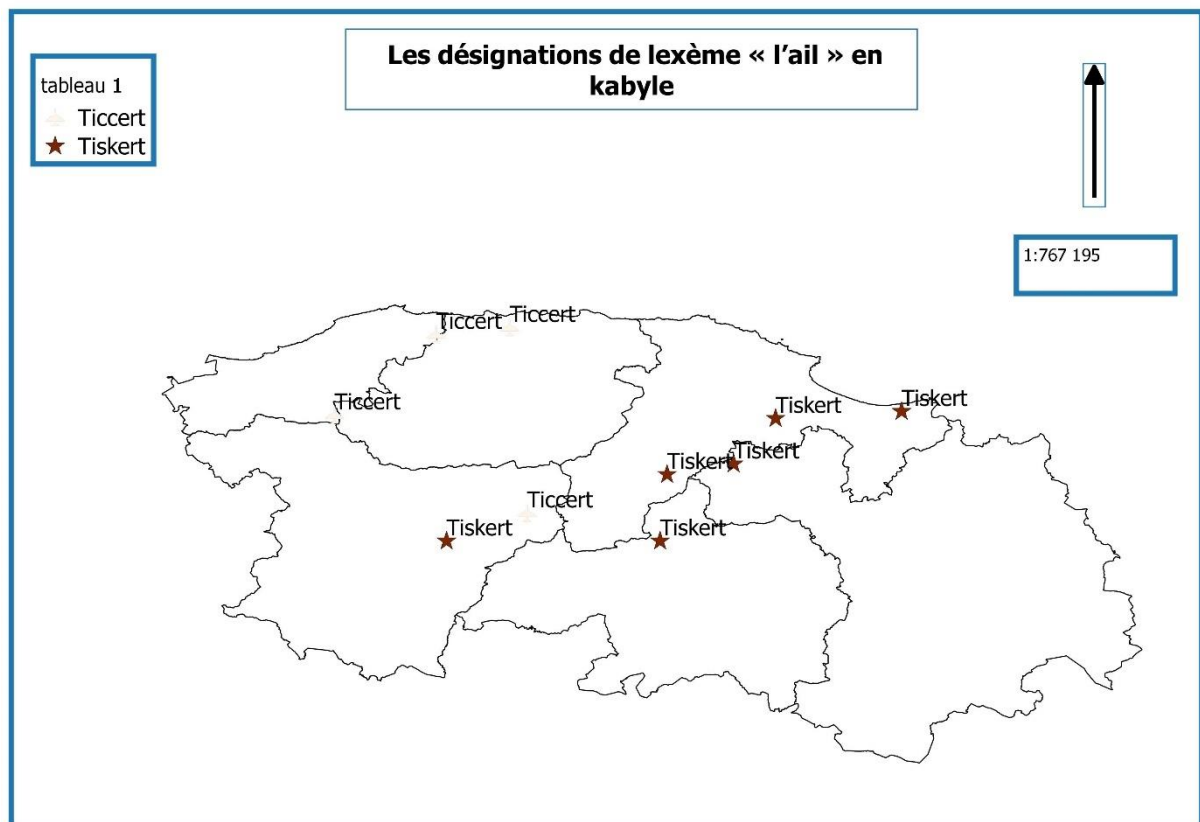 Les désignations de lexème « l’ail » en
kabyle
tableau 1
Ticcert
Tiskert
1:767 195
Ticcert
Ticcert
Ticcert
Tiskert
Tiskert
Tiskert
Tiskert
Ticcert
Tiskert
Tiskert